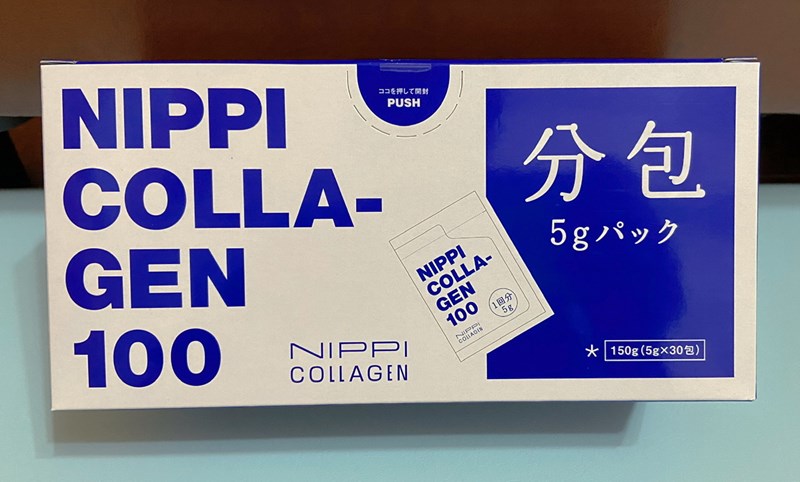 ココを押して開封
PUSH
NIPPI
COLLA-
GEN
100
NIPPI
COLLAGEN
NIPPI
COLLA-
GEN
100
1回分
5g
NIPPI
COLLAGEN
分包
5gパック
* 150g(5g×30包)